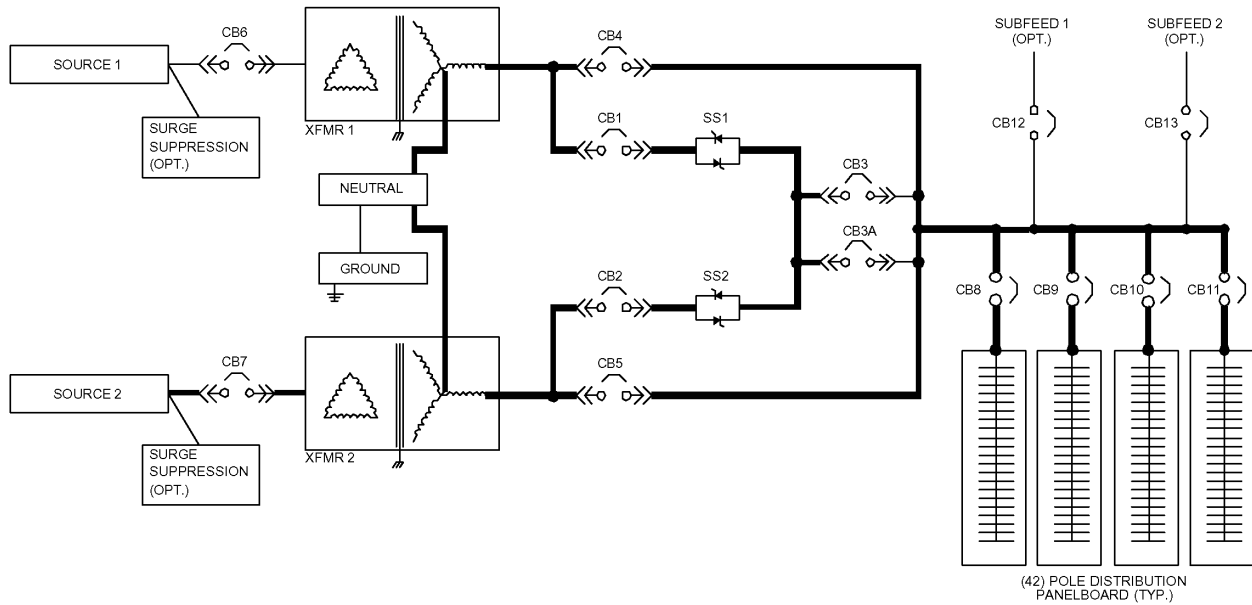 SUBFEED 1
(OPT.)
SUBFEED 2
(OPT.)
CB6
CB4
SOURCE 1
XFMR 1
SURGE
SUPPRESSION
(OPT.)
CB1
SS1
CB12
CB13
CB3
NEUTRAL
CB3A
GROUND
CB2
SS2
CB8
CB9
CB10
CB11
CB7
CB5
SOURCE 2
XFMR 2
SURGE
SUPPRESSION
(OPT.)
(42) POLE DISTRIBUTION
PANELBOARD (TYP.)